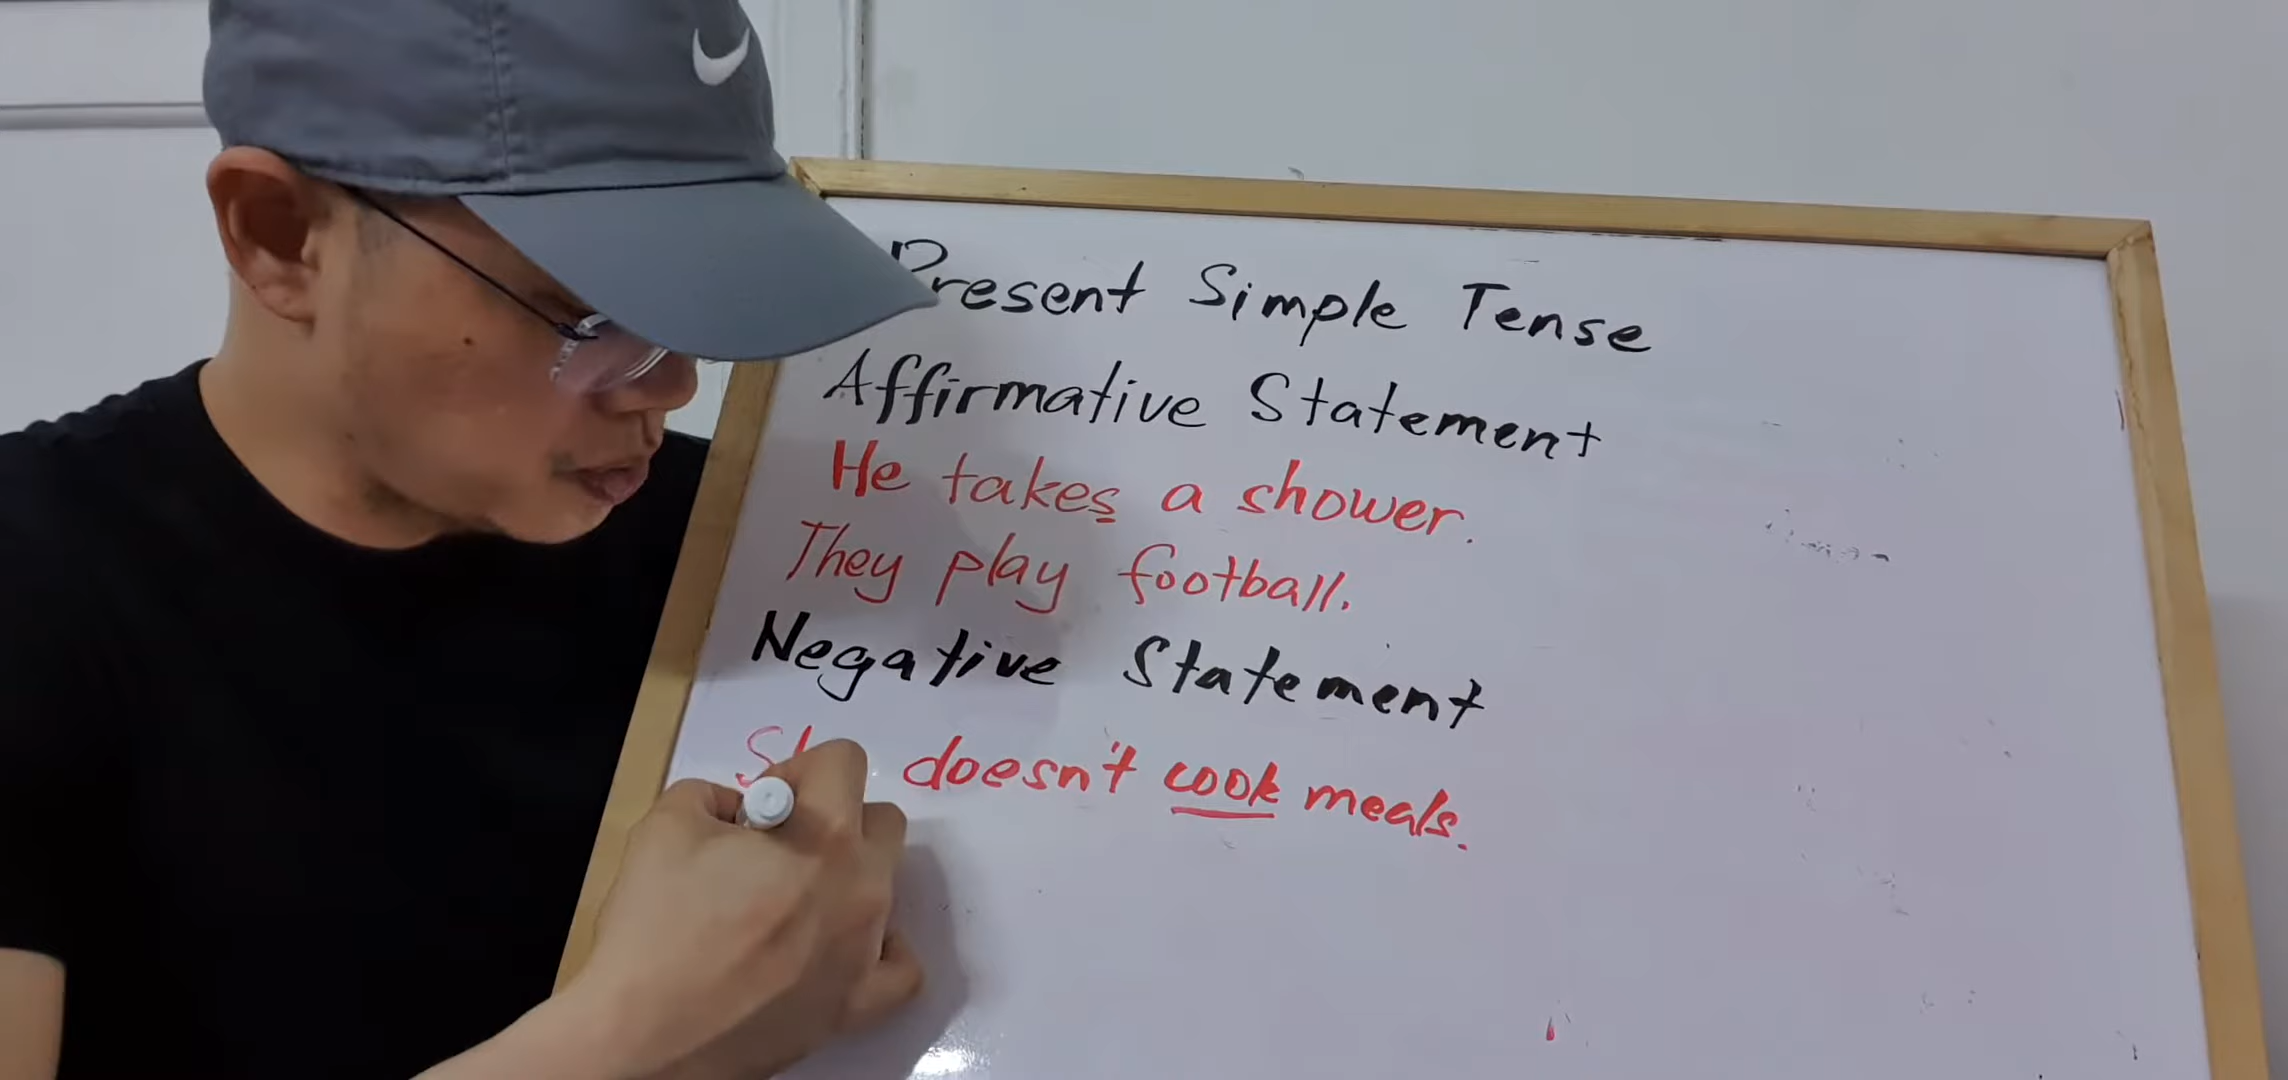 Present Simple Tense
Affirmative Statement
He takes a shower.
They play football.
Negative Statement
doesn't cook meals.